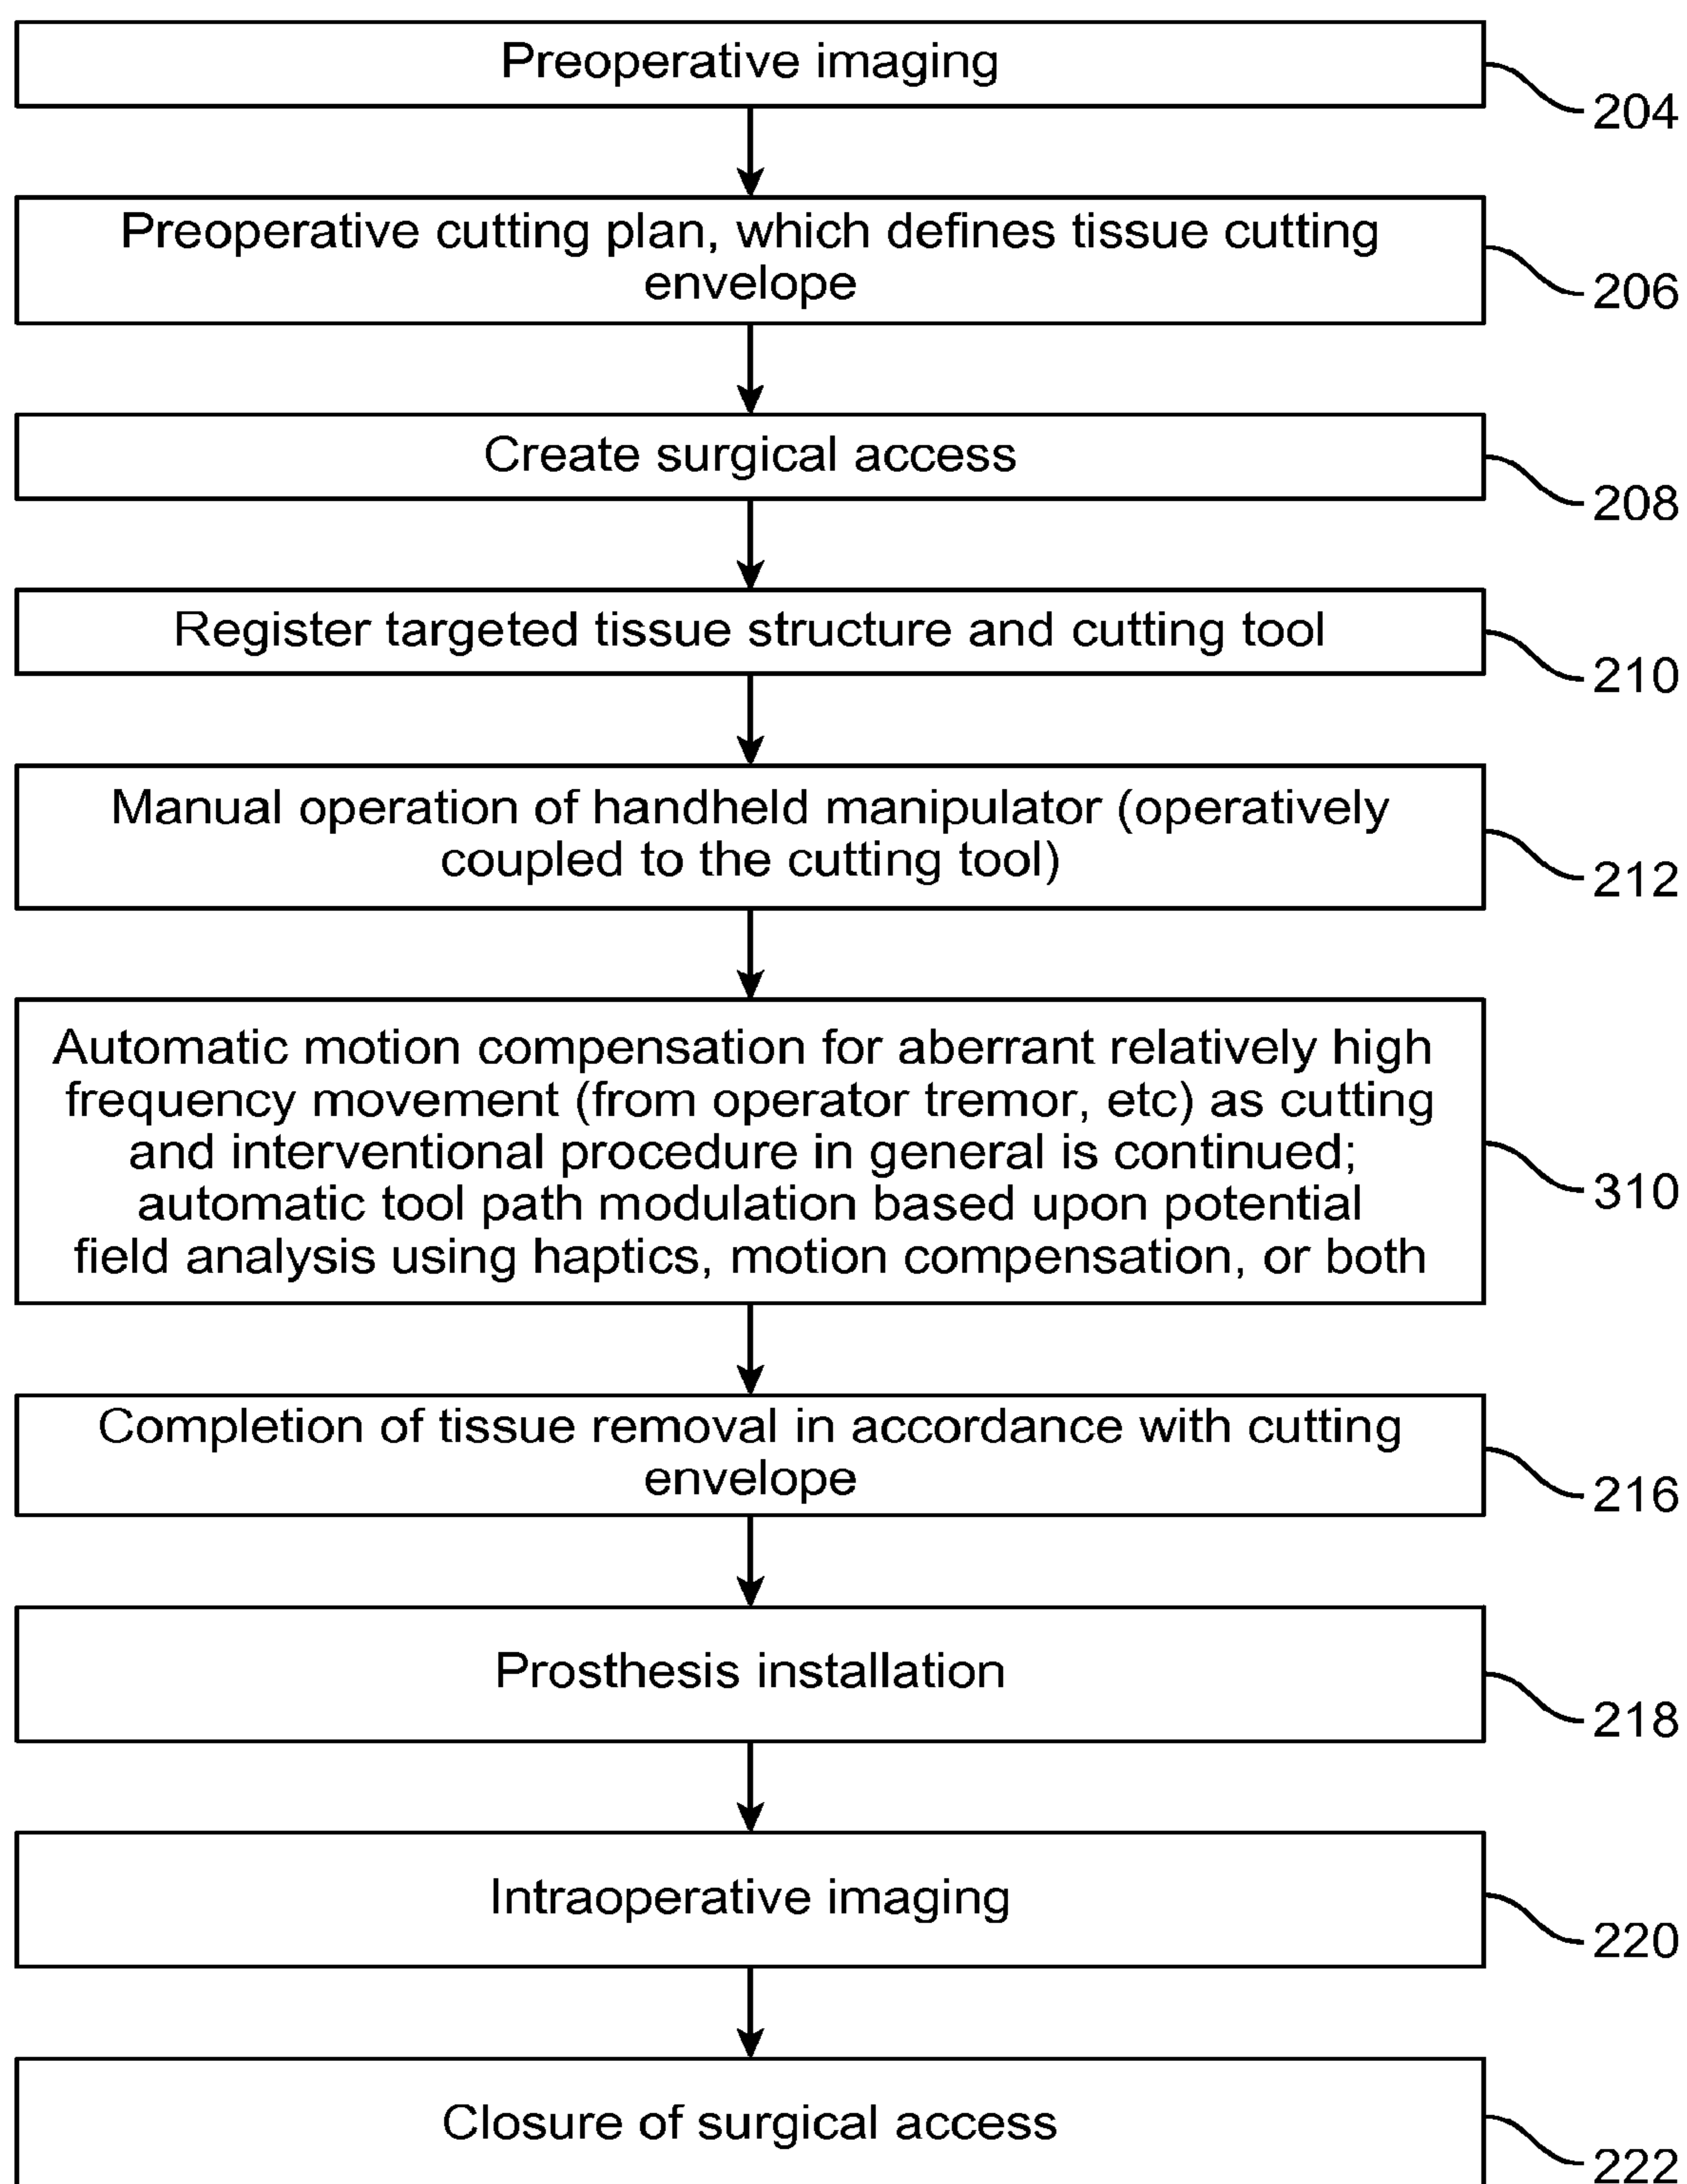 Preoperative imaging
204
Preoperative cutting plan, which defines tissue cutting
envelope
206
Create surgical access
208
Register targeted tissue structure and cutting tool
210
Manual operation of handheld manipulator (operatively
coupled to the cutting tool)
212
Automatic motion compensation for aberrant relatively high
frequency movement (from operator tremor, etc) as cutting
and interventional procedure in general is continued;
automatic tool path modulation based upon potential
field analysis using haptics, motion compensation, or both
310
Completion of tissue removal in accordance with cutting
envelope
216
Prosthesis installation
218
Intraoperative imaging
220
Closure of surgical access
222